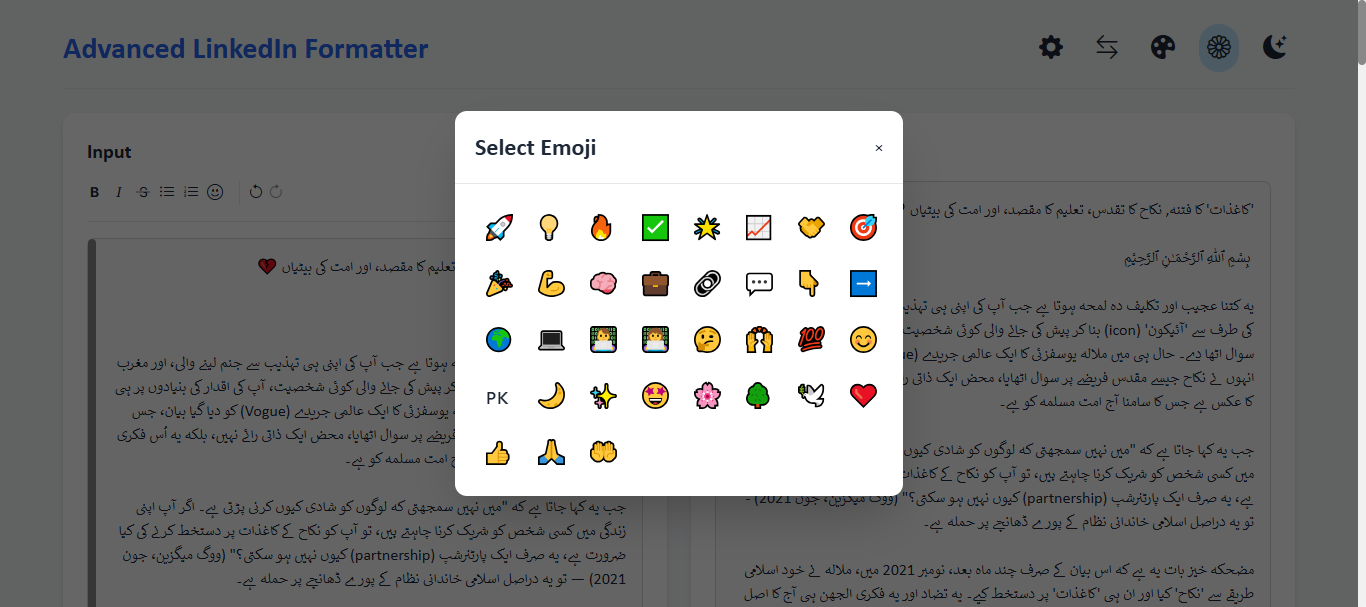 Advanced LinkedIn Formatter
Input
B I S
Select Emoji
×
PK
تعلیم کا مقصد، اور امت کی بیٹیاں
ہوتا ہے جب آپ کی اپنی ہی تہذیب سے جنم لینے والی، اور مغرب
کر پیش کی جانے والی کوئی شخصیت، آپ کی اقدار کی بنیادوں پر ہی
یوسفزئی کا ایک عالمی جریدے (Vogue) کو دیا گیا بیان، جس
فریضے پر سوال اٹھایا، محض ایک ذاتی رائے نہیں، بلکہ یہ اُس فکری
امت مسلمہ کو ہے۔
جب یہ کہا جاتا ہے کہ "میں نہیں سمجھتی کہ لوگوں کو شادی کیوں کرنی پڑتی ہے۔ اگر آپ اپنی
زندگی میں کسی شخص کو شریک کرنا چاہتے ہیں، تو آپ کو نکاح کے کاغذات پر دستخط کرنے کی کیا
ضرورت ہے، یہ صرف ایک پارٹنرشپ (partnership) کیوں نہیں ہو سکتی؟" (ووگ میگزین، جون
2021) — تو یہ دراصل اسلامی خاندانی نظام کے پورے ڈھانچے پر حملہ ہے۔
'کاغذات' کا فتنہ, نکاح کا تقدس، تعلیم کا مقصد، اور امت کی بیٹیاں
بِسْمِ ٱللَّٰهِ ٱلرَّحْمَـٰنِ ٱلرَّحِيْمِ
یہ کتنا عجیب اور تکلیف دہ لمحہ ہوتا ہے جب آپ کی اپنی ہی تہذیب
کی طرف سے 'آئیکون' (icon) بنا کر پیش کی جانے والی کوئی شخصیت
سوال اٹھا دے۔ حال ہی میں ملالہ یوسفزئی کا ایک عالمی جریدے
انہوں نے نکاح جیسے مقدس فریضے پر سوال اٹھایا، محض ایک ذاتی
کا عکس ہے جس کا سامنا آج امت مسلمہ کو ہے۔
جب یہ کہا جاتا ہے کہ "میں نہیں سمجھتی کہ لوگوں کو شادی کیوں
میں کسی شخص کو شریک کرنا چاہتے ہیں، تو آپ کو نکاح کے کاغذات
ہے، یہ صرف ایک پارٹنرشپ (partnership) کیوں نہیں ہو سکتی؟" (ووگ میگزین، جون 2021) -
تو یہ دراصل اسلامی خاندانی نظام کے پورے ڈھانچے پر حملہ ہے۔
مضحکہ خیز بات یہ ہے کہ اس بیان کے صرف چند ماہ بعد، نومبر 2021 میں، ملالہ نے خود اسلامی
طریقے سے 'نکاح' کیا اور ان ہی 'کاغذات' پر دستخط کیے۔ یہ تضاد اور یہ فکری الجھن ہی آج کا اصل